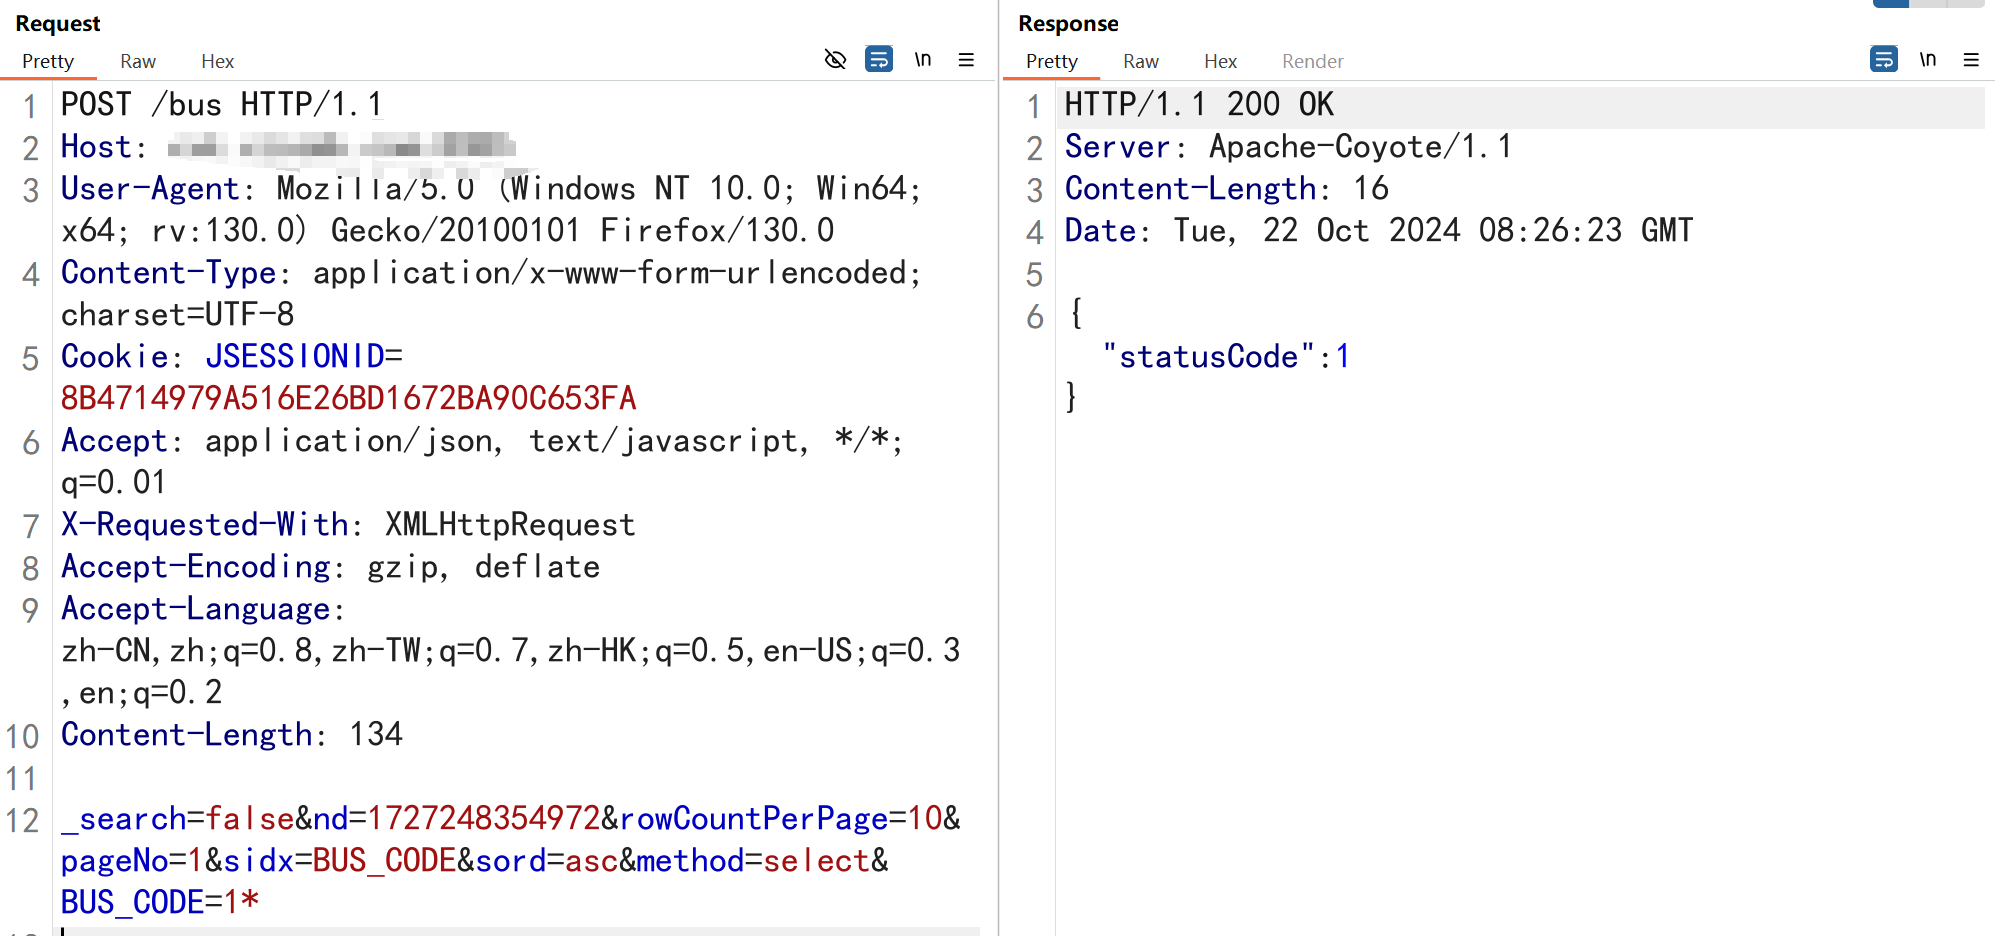 Request
Pretty Raw Hex
\n
1 POST /bus HTTP/1.1
2 Host:
3 User-Agent: Mozilla/5.0 (Windows NT 10.0; Win64;
x64; rv:130.0) Gecko/20100101 Firefox/130.0
4 Content-Type: application/x-www-form-urlencoded;
charset=UTF-8
5 Cookie: JSESSIONID=
8B4714979A516E26BD1672BA90C653FA
6 Accept: application/json, text/javascript, */*;
q=0.01
7 X-Requested-With: XMLHttpRequest
8 Accept-Encoding: gzip, deflate
9 Accept-Language:
zh-CN,zh;q=0.8,zh-TW;q=0.7,zh-HK;q=0.5,en-US;q=0.3
,en;q=0.2
10 Content-Length: 134
11
12 _search=false&nd=1727248354972&rowCountPerPage=10&
pageNo=1&sidx=BUS_CODE&sord=asc&method=select&
BUS_CODE=1*
Response
Pretty Raw Hex Render
\n
1 HTTP/1.1 200 OK
2 Server: Apache-Coyote/1.1
3 Content-Length: 16
4 Date: Tue, 22 Oct 2024 08:26:23 GMT
5
6 {
"statusCode":1
}